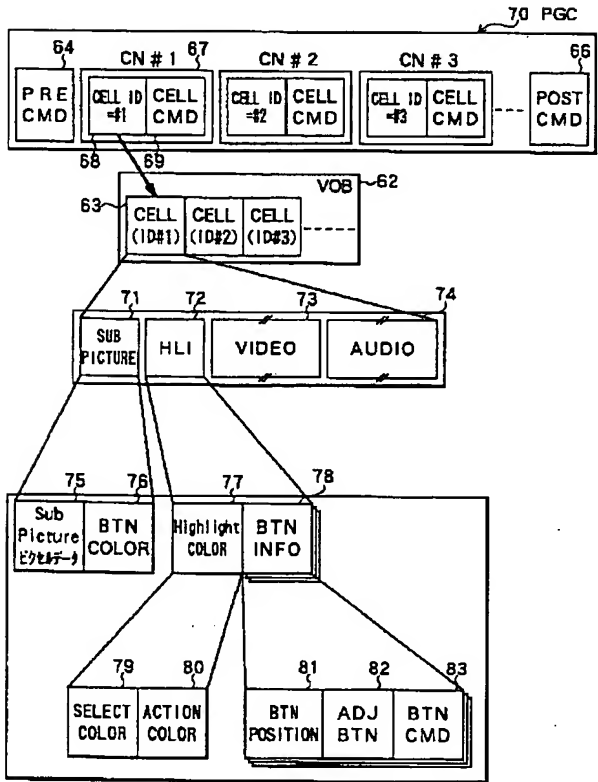 70 PGC
64
CN # 1
67
CN # 2
CN # 3
66
PRE
CMD
CELL ID
=#1
CELL
CMD
CELL ID
=#2
CELL
CMD
CELL ID
=#3
CELL
CMD
POST
CMD
68
69
VOB
62
63
CELL
(ID#1)
CELL
(ID#2)
CELL
(ID#3)
71
72
73
74
SUB
PICTURE
HLI
VIDEO
AUDIO
75
76
77
78
Sub
Picture
ピクセルデータ
BTN
COLOR
Highlight
COLOR
BTN
INFO
79
80
81
82
83
SELECT
COLOR
ACTION
COLOR
BTN
POSITION
ADJ
BTN
BTN
CMD